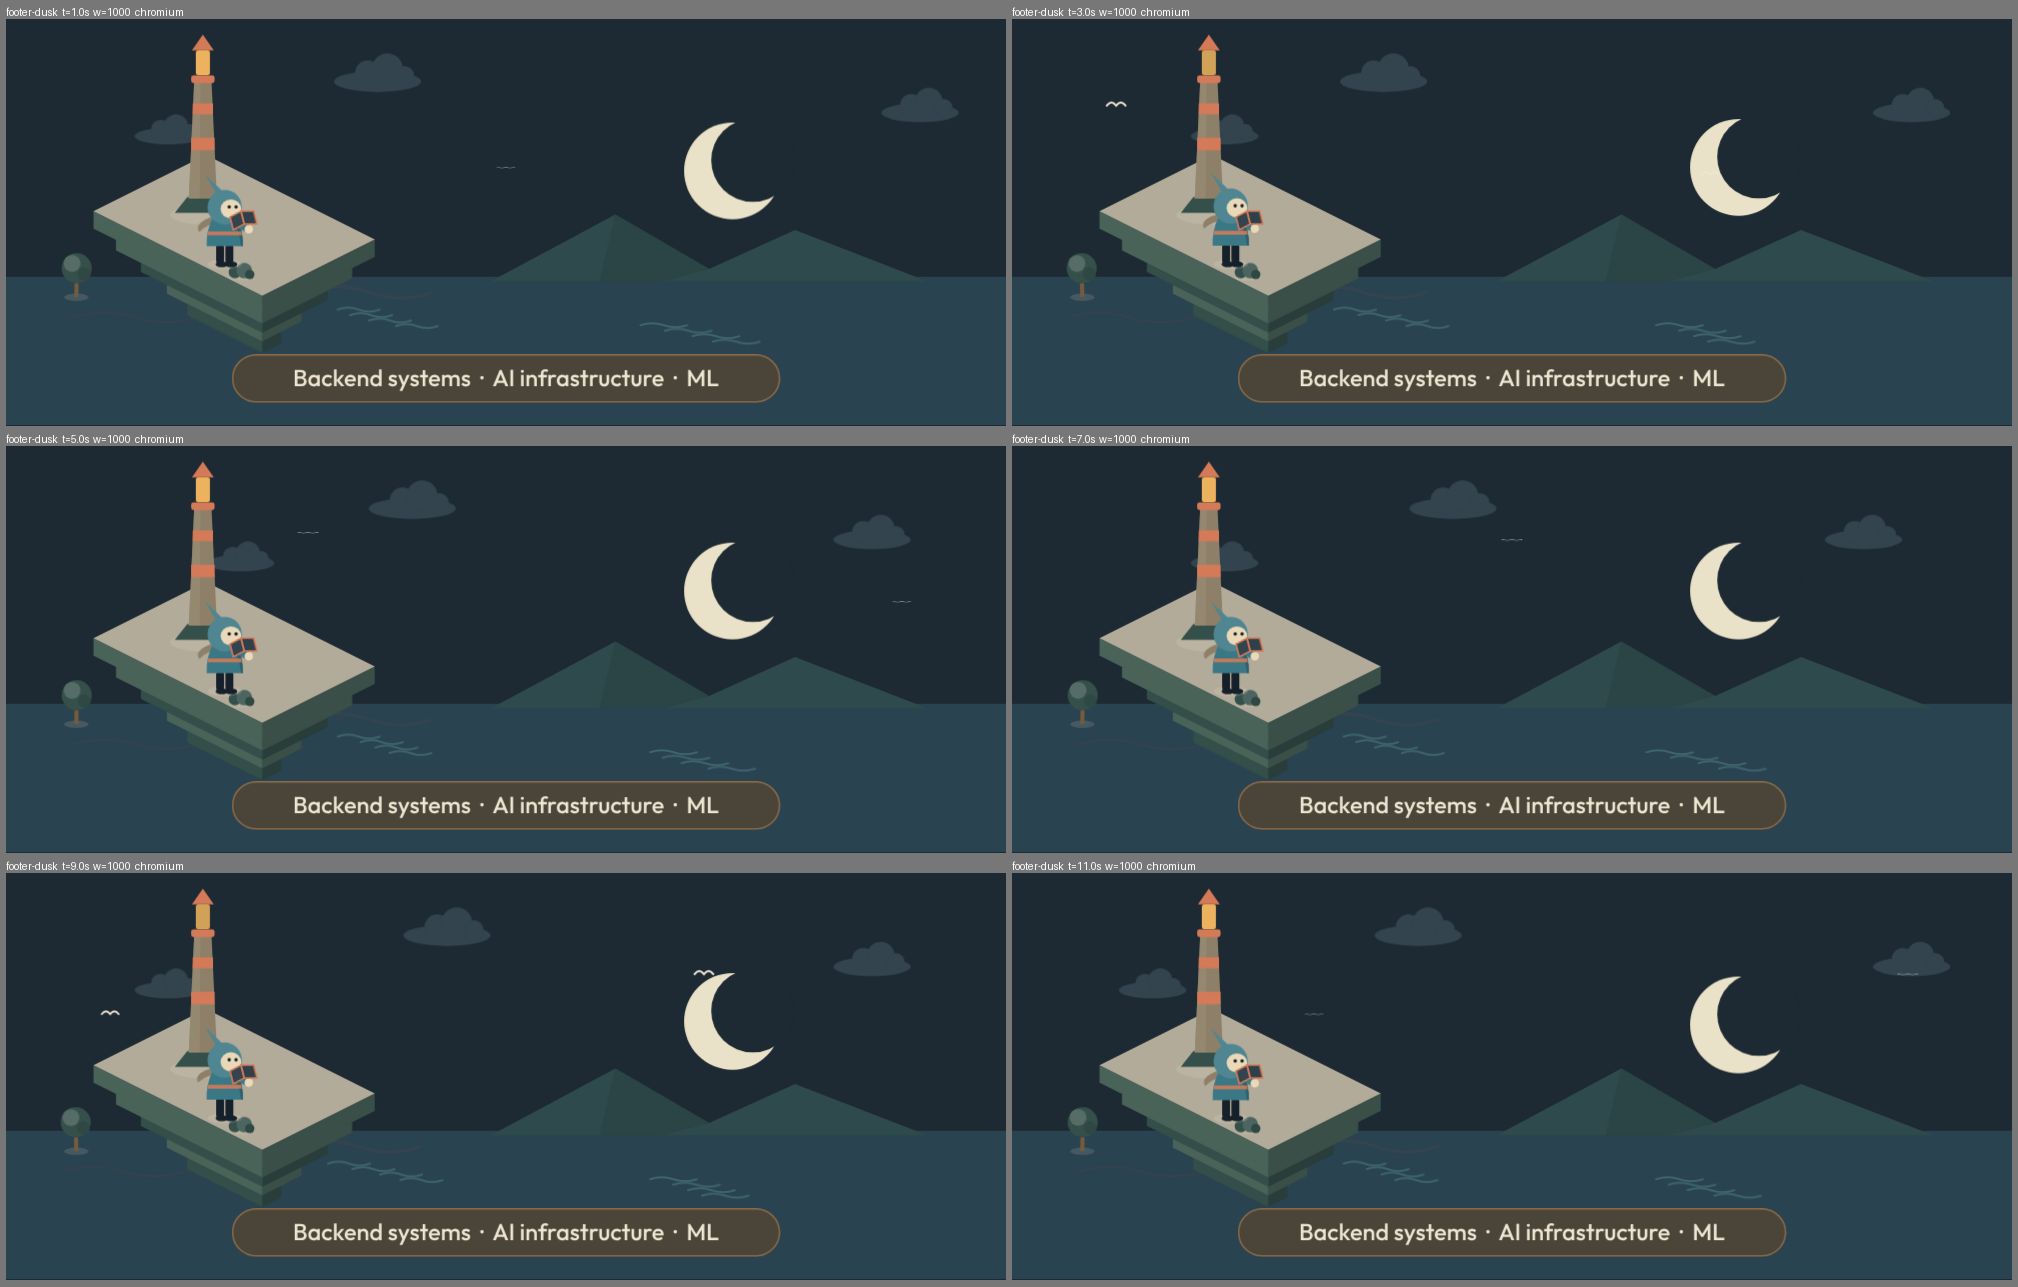 footer-dusk t=1.0s w=1000 chromium
footer-dusk t=3.0s w=1000 chromium
Backend systems · AI infrastructure · ML
Backend systems · AI infrastructure · ML
footer-dusk t=5.0s w=1000 chromium
footer-dusk t=7.0s w=1000 chromium
Backend systems · AI infrastructure · ML
Backend systems · AI infrastructure · ML
footer-dusk t=9.0s w=1000 chromium
footer-dusk t=11.0s w=1000 chromium
Backend systems · AI infrastructure · ML
Backend systems · AI infrastructure · ML